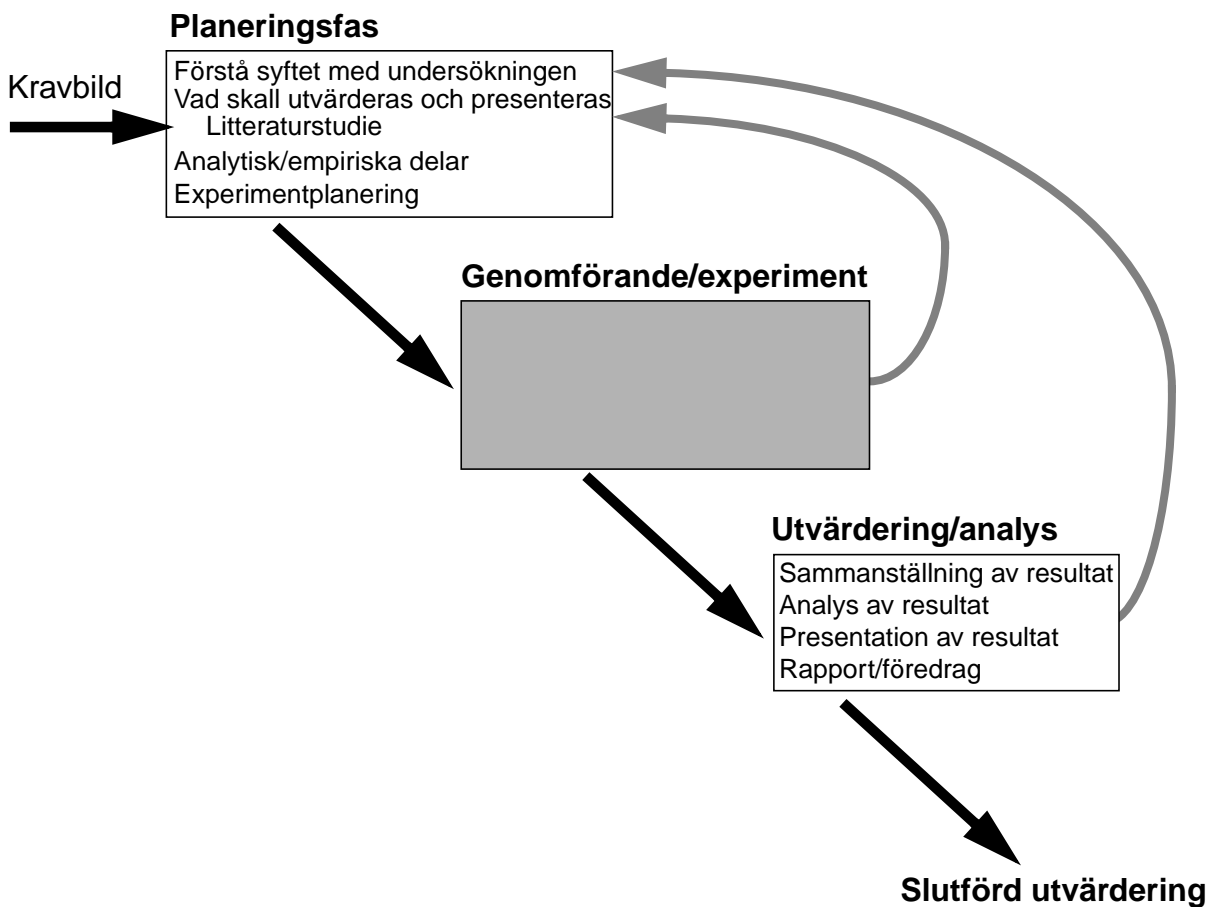 Planeringsfas
Kravbild
Förstå syftet med undersökningen
Vad skall utvärderas och presenteras
Litteraturstudie
Analytisk/empiriska delar
Experimentplanering
Genomförande/experiment
Utvärdering/analys
Sammanställning av resultat
Analys av resultat
Presentation av resultat
Rapport/föredrag
Slutförd utvärdering